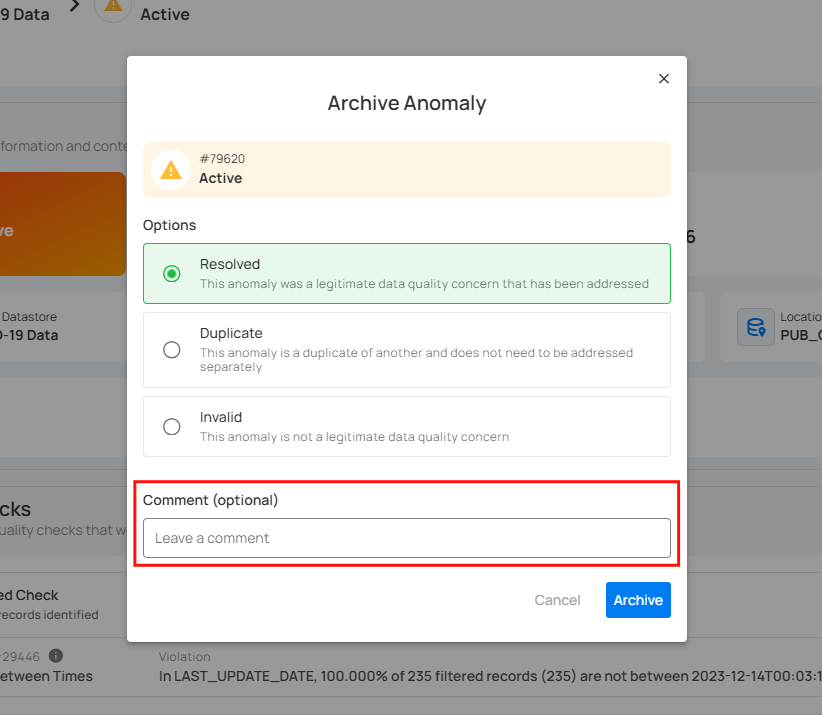 9 Data
Active
Archive Anomaly
#79620
Active
formation and conte
ve
Options
6
Resolved
This anomaly was a legitimate data quality concern that has been addressed
Datastore
-19 Data
Locatio
PUB_
Duplicate
This anomaly is a duplicate of another and does not need to be addressed
separately
Invalid
This anomaly is not a legitimate data quality concern
cks
uality checks that w
Comment (optional)
Leave a comment
ed Check
records identified
Cancel
Archive
#29446
etween Times
Violation
In LAST_UPDATE_DATE, 100.000% of 235 filtered records (235) are not between 2023-12-14T00:03:1